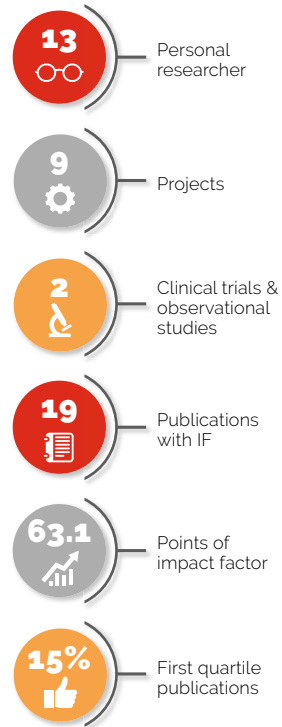 13
Personal
researcher
9
Projects
2
Clinical trials &
observational
studies
19
Publications
with IF
63.1
Points of
impact factor
15%
First quartile
publications